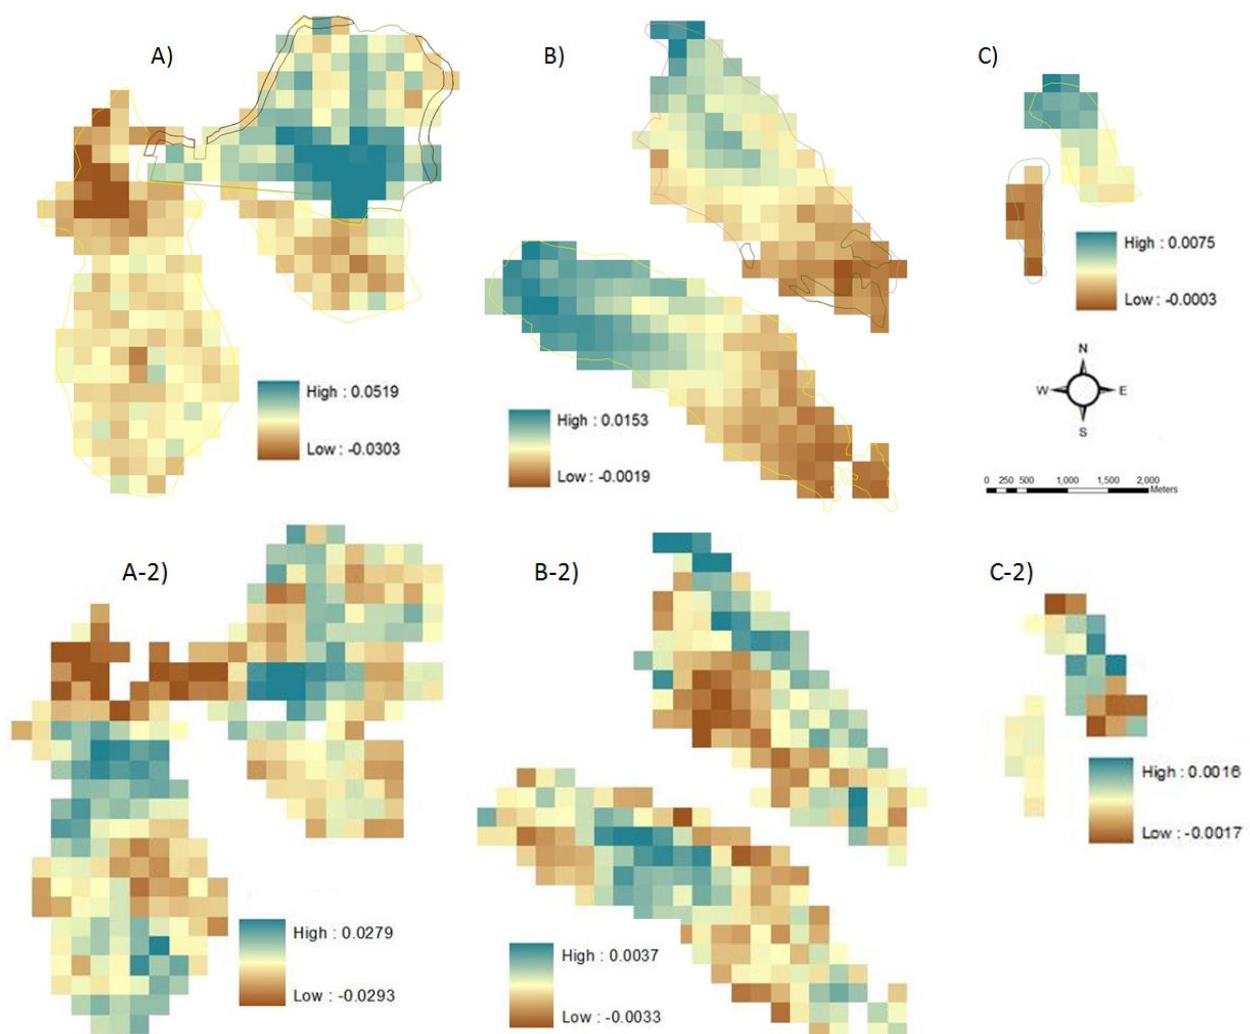 A)
B)
C)
High : 0.0075
Low : -0.0003
N
W
E
S
High : 0.0519
Low : -0.0303
High : 0.0153
Low : -0.0019
0 250 500 1,000 1,500 2,000
Meters
A-2)
B-2)
C-2)
High : 0.0016
Low : -0.0017
High : 0.0279
Low : -0.0293
High : 0.0037
Low : -0.0033